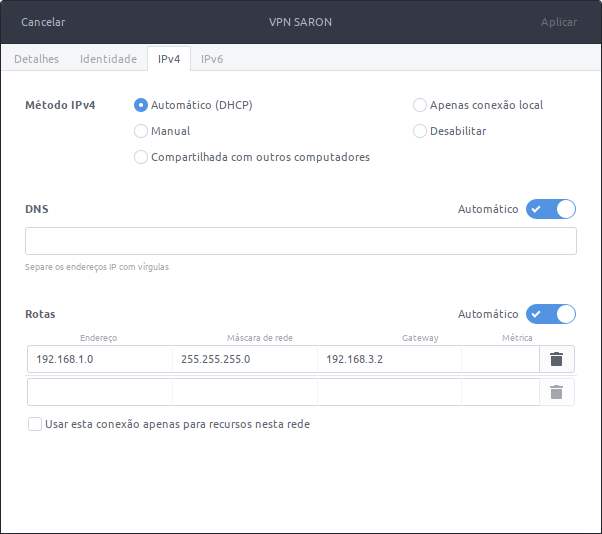 Cancelar VPN SARON Aplicar
Detalhes Identidade IPv4 IPv6
Método IPv4 Automático (DHCP) Apenas conexão local
Manual Desabilitar
Compartilhada com outros computadores
DNS Automático
Separe os endereços IP com vírgulas
Rotas Automático
Endereço Máscara de rede Gateway Métrica
192.168.1.0 255.255.255.0 192.168.3.2
Usar esta conexão apenas para recursos nesta rede